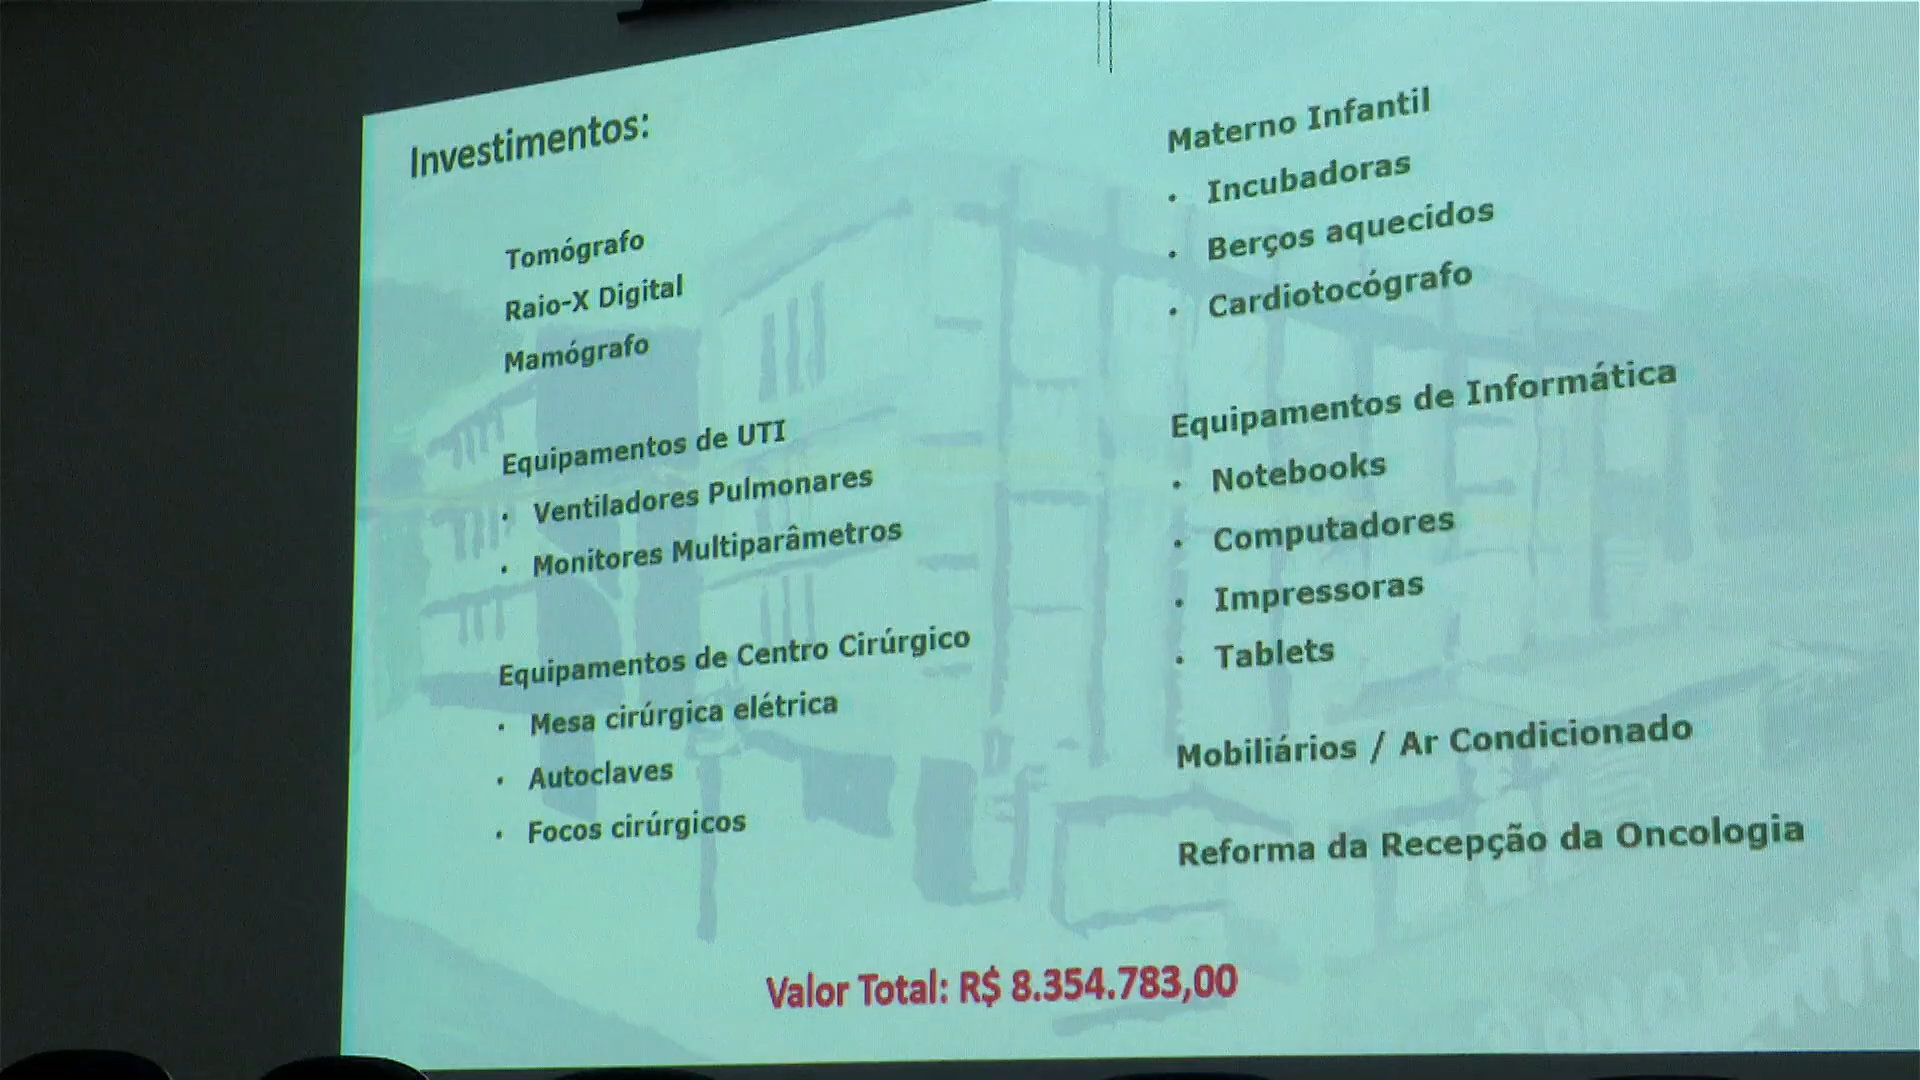 Investimentos:
Tomógrafo
Raio-X Digital
Mamógrafo
Equipamentos de UTI
• Ventiladores Pulmonares
• Monitores Multiparâmetros
Equipamentos de Centro Cirúrgico
• Mesa cirúrgica elétrica
• Autoclaves
• Focos cirúrgicos
Materno Infantil
• Incubadoras
• Berços aquecidos
• Cardiotocógrafo
Equipamentos de Informática
• Notebooks
• Computadores
• Impressoras
• Tablets
Mobiliários / Ar Condicionado
Reforma da Recepção da Oncologia
Valor Total: R$ 8.354.783,00